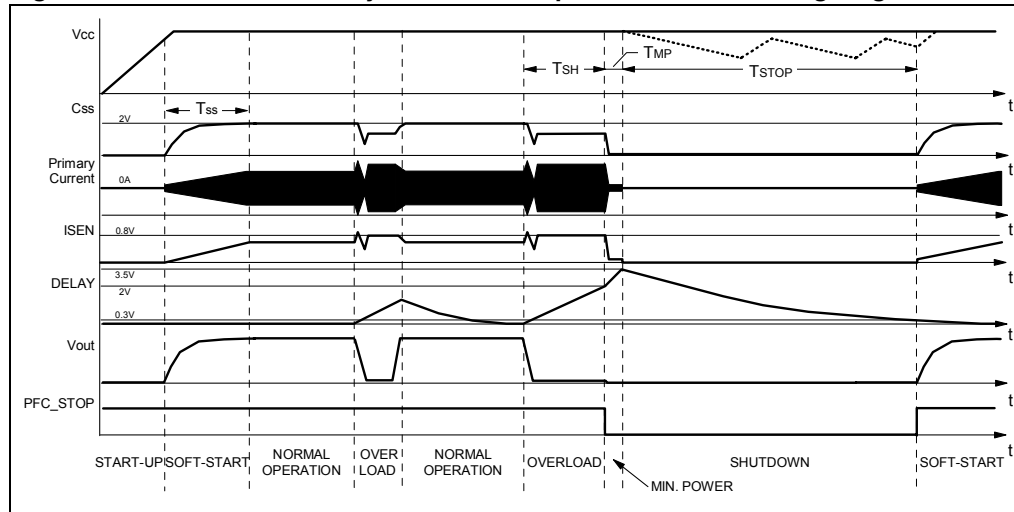 Vcc
TMP
TSH
TSTOP
t
Css
Tss
2V
t
Primary
Current
0A
t
ISEN
0.8V
t
DELAY
3.5V
2V
0.3V
t
Vout
t
PFC_STOP
t
START-UP
SOFT-START
NORMAL
OPERATION
OVER
LOAD
NORMAL
OPERATION
OVERLOAD
MIN. POWER
SHUTDOWN
SOFT-START